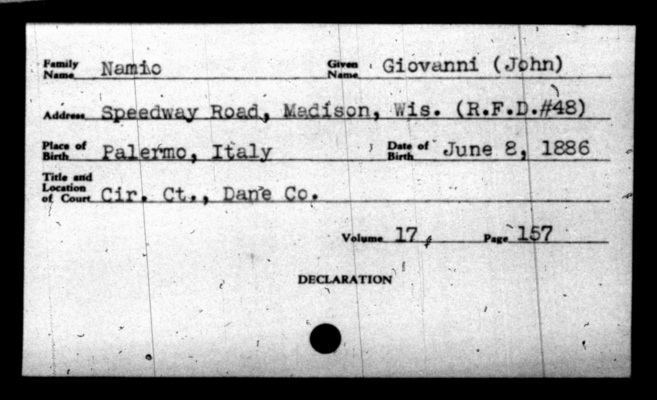 Family Name Namio Given Name Giovanni (John)
Address Speedway Road, Madison, Wis. (R.F.D.#48)
Place of Birth Palermo, Italy Date of Birth June 8, 1886
Title and Location of Court Cir. Ct., Dane Co.
Volume 17 Page 157
DECLARATION